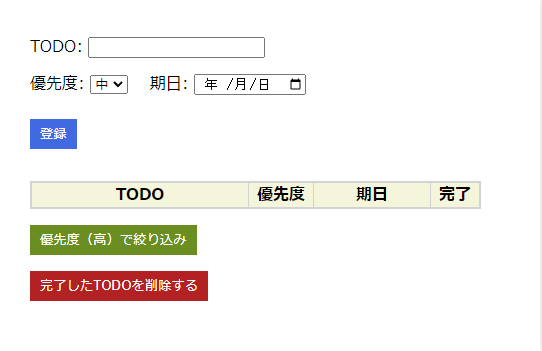 TODO:
優先度: 中 期日: 年 /月/日
登録
TODO 優先度 期日 完了
優先度（高）で絞り込み
完了したTODOを削除する